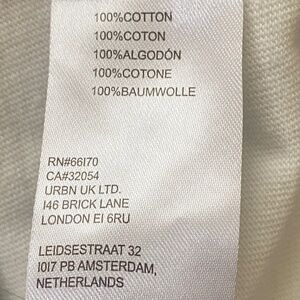 100%COTTON
100%COTON
100%ALGODÓN
100%COTONE
100%BAUMWOLLE
RN#66170
CA#32054
URBN UK LTD.
146 BRICK LANE
LONDON E1 6RU
LEIDSESTRAAT 32
1017 PB AMSTERDAM,
NETHERLANDS